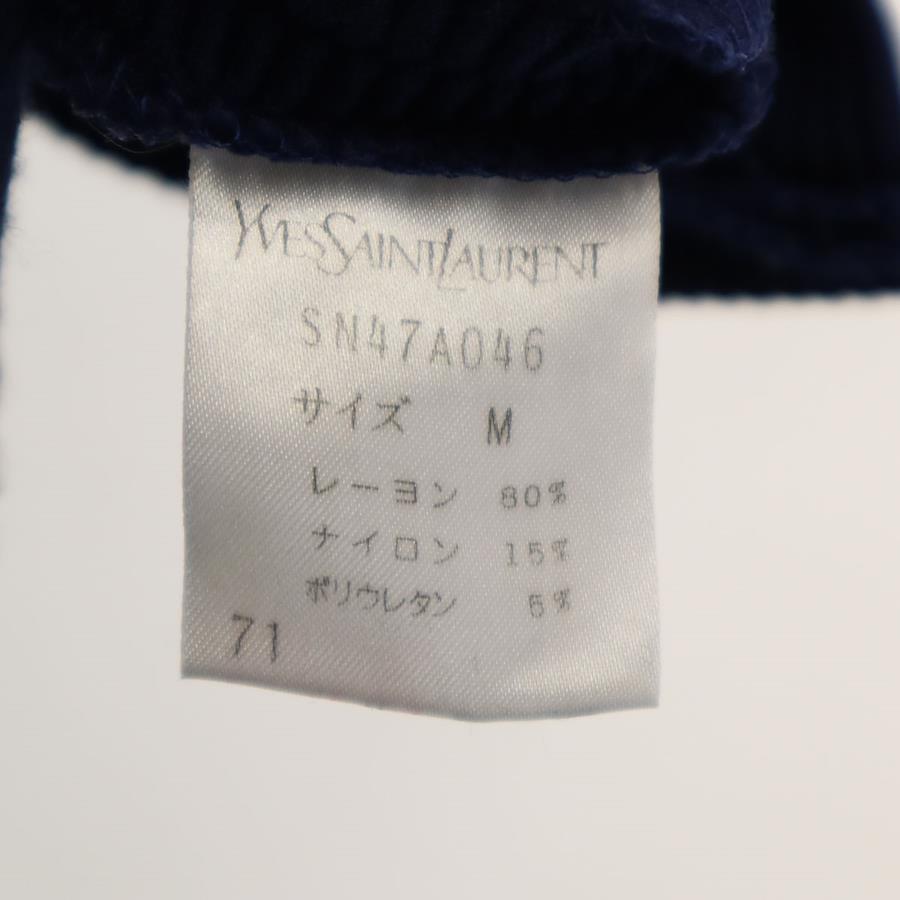 YVESSAINTLAURENT
SN47A046
サイズ M
レーヨン 80%
ナイロン 15%
ポリウレタン 5%
71